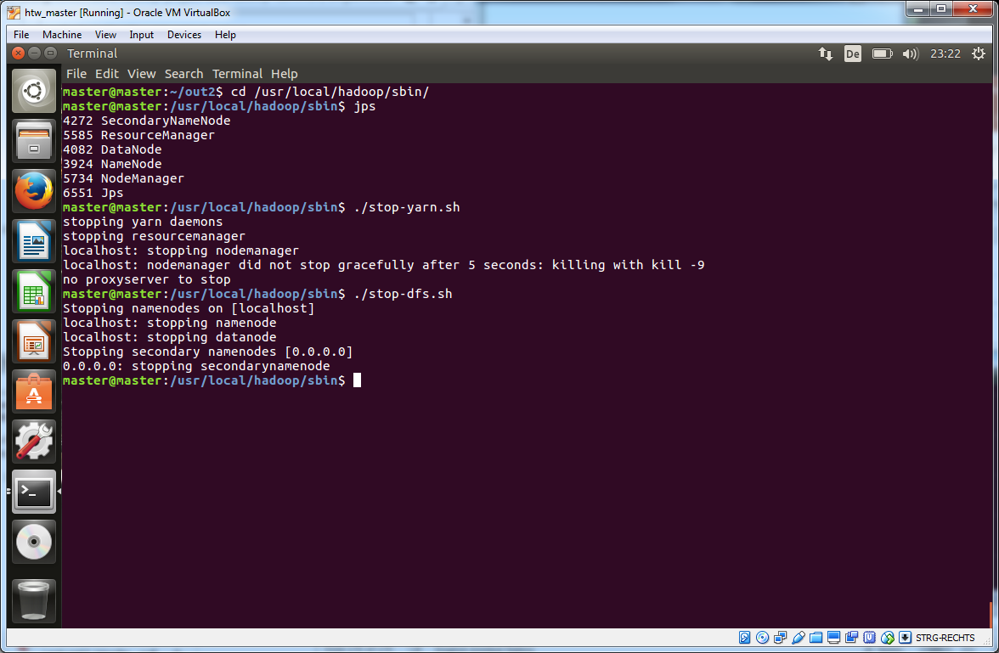 htw_master [Running] - Oracle VM VirtualBox
File Machine View Input Devices Help
Terminal De 23:22
File Edit View Search Terminal Help
master@master:~/out2$ cd /usr/local/hadoop/sbin/
master@master:/usr/local/hadoop/sbin$ jps
4272 SecondaryNameNode
5585 ResourceManager
4082 DataNode
3924 NameNode
5734 NodeManager
6551 Jps
master@master:/usr/local/hadoop/sbin$ ./stop-yarn.sh
stopping yarn daemons
stopping resourcemanager
localhost: stopping nodemanager
localhost: nodemanager did not stop gracefully after 5 seconds: killing with kill -9
no proxyserver to stop
master@master:/usr/local/hadoop/sbin$ ./stop-dfs.sh
Stopping namenodes on [localhost]
localhost: stopping namenode
localhost: stopping datanode
Stopping secondary namenodes [0.0.0.0]
0.0.0.0: stopping secondarynamenode
master@master:/usr/local/hadoop/sbin$
STRG-RECHTS